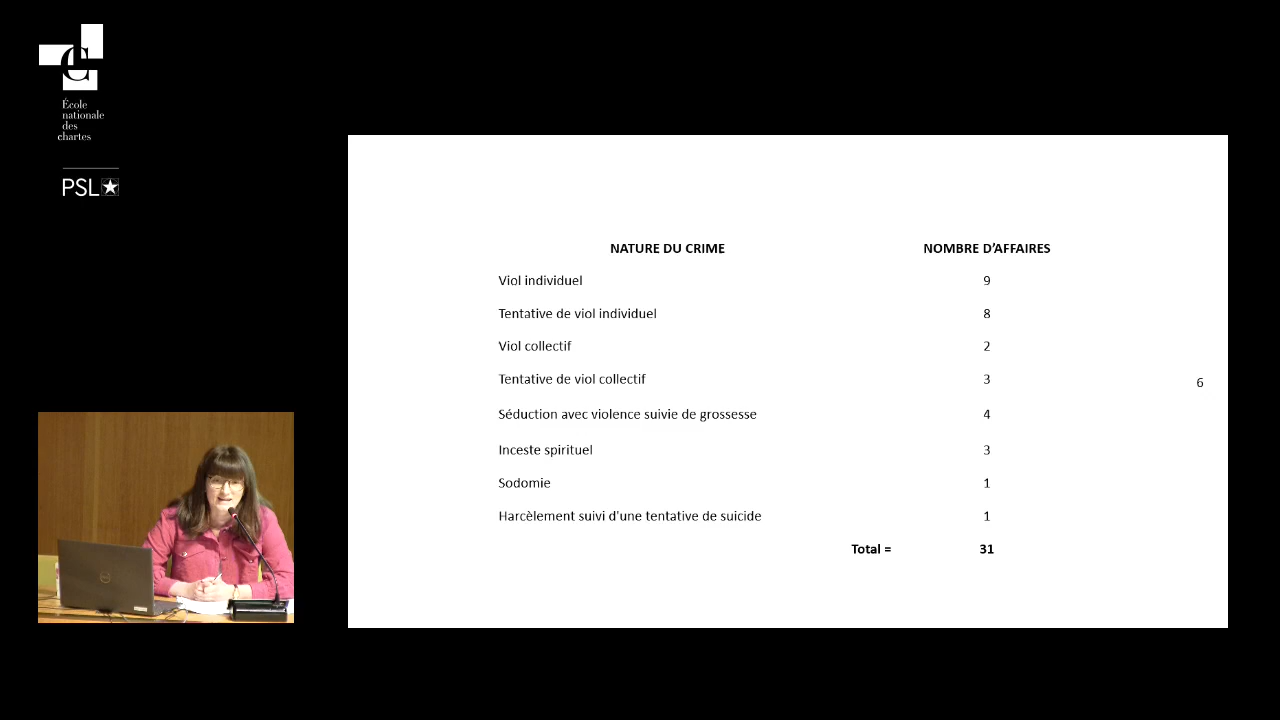 C
École
nationale
des
chartes
PSL
NATURE DU CRIME NOMBRE D’AFFAIRES
Viol individuel 9
Tentative de viol individuel 8
Viol collectif 2
Tentative de viol collectif 3
6
Séduction avec violence suivie de grossesse 4
Inceste spirituel 3
Sodomie 1
Harcèlement suivi d'une tentative de suicide 1
Total = 31